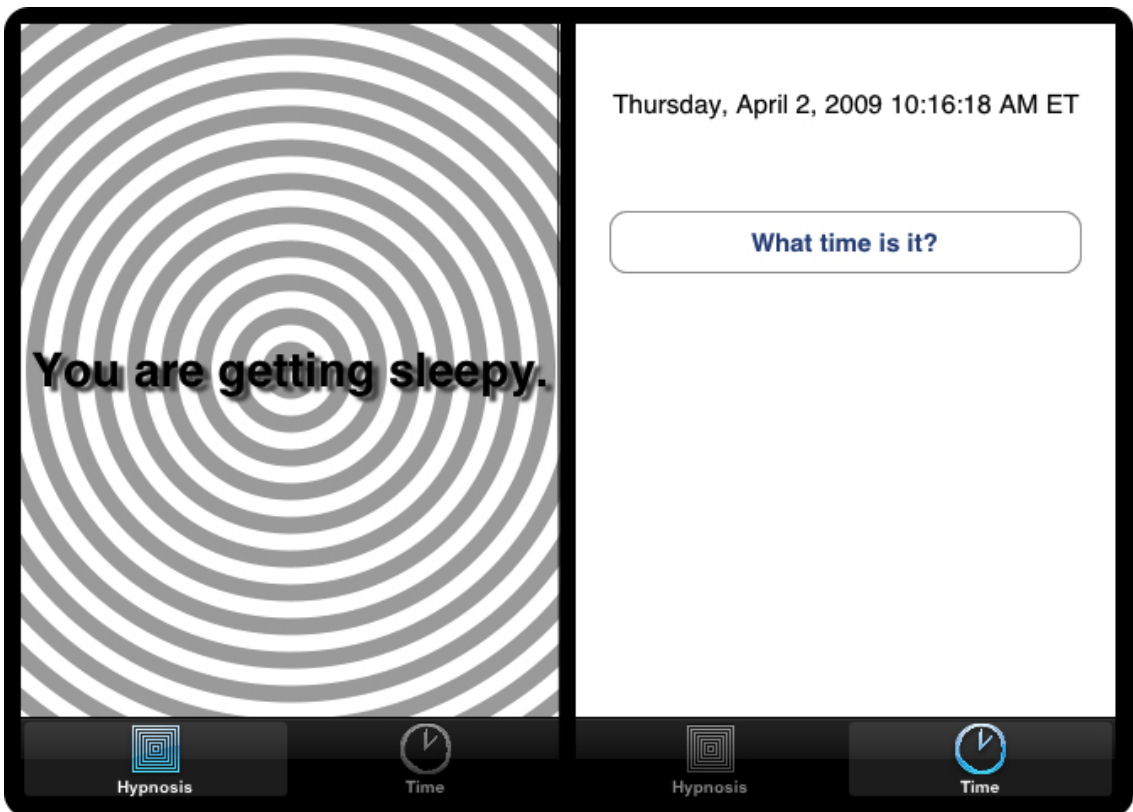 You are getting sleepy.
Hypnosis
Time
Thursday, April 2, 2009 10:16:18 AM ET
What time is it?
Hypnosis
Time